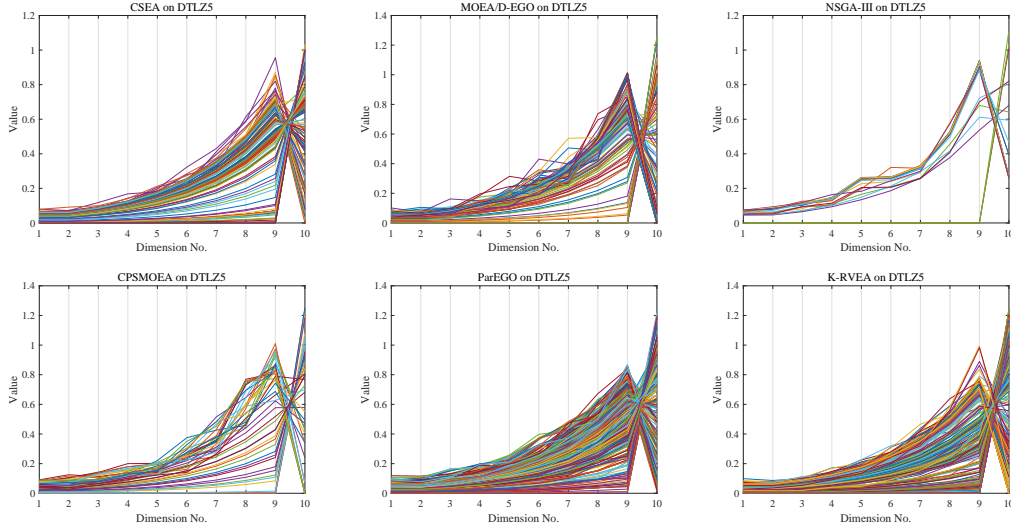 CSEA on DTLZ5
1.2
1
0.8
0.6
0.4
0.2
0
Value
1 2 3 4 5 6 7 8 9 10
Dimension No.
MOEA/D-EGO on DTLZ5
1.4
1.2
1
0.8
0.6
0.4
0.2
0
Value
1 2 3 4 5 6 7 8 9 10
Dimension No.
NSGA-III on DTLZ5
1.2
1
0.8
0.6
0.4
0.2
0
Value
1 2 3 4 5 6 7 8 9 10
Dimension No.
CPSMOEA on DTLZ5
1.4
1.2
1
0.8
0.6
0.4
0.2
0
Value
1 2 3 4 5 6 7 8 9 10
Dimension No.
ParEGO on DTLZ5
1.4
1.2
1
0.8
0.6
0.4
0.2
0
Value
1 2 3 4 5 6 7 8 9 10
Dimension No.
K-RVEA on DTLZ5
1.4
1.2
1
0.8
0.6
0.4
0.2
0
Value
1 2 3 4 5 6 7 8 9 10
Dimension No.